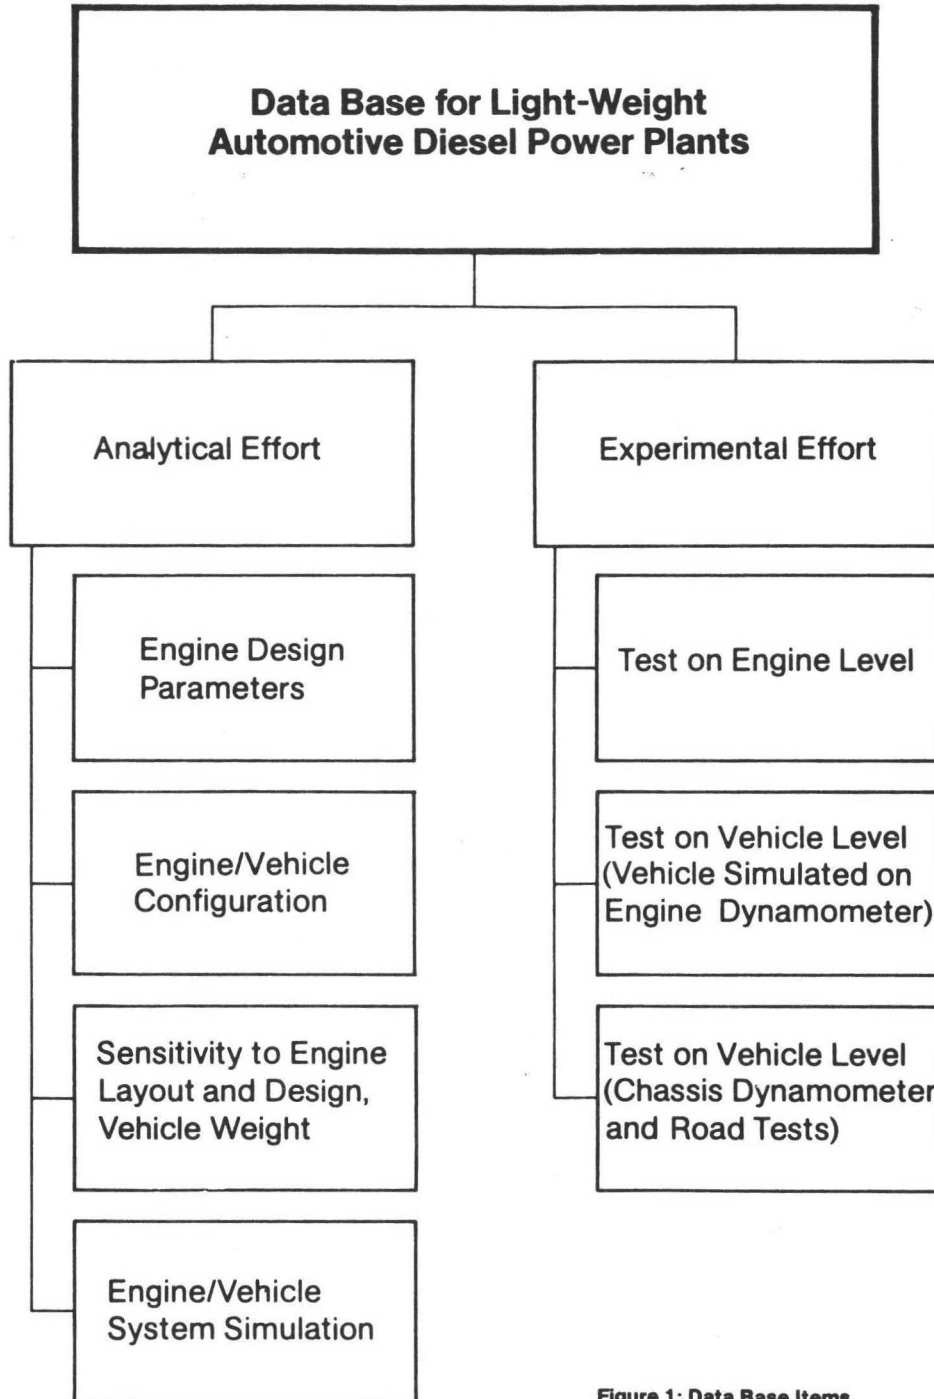 Data Base for Light-Weight
Automotive Diesel Power Plants
Analytical Effort
Engine Design
Parameters
Engine/Vehicle
Configuration
Sensitivity to Engine
Layout and Design,
Vehicle Weight
Engine/Vehicle
System Simulation
Experimental Effort
Test on Engine Level
Test on Vehicle Level
(Vehicle Simulated on
Engine Dynamometer)
Test on Vehicle Level
(Chassis Dynamometer
and Road Tests)
Figure 1: Data Base Items